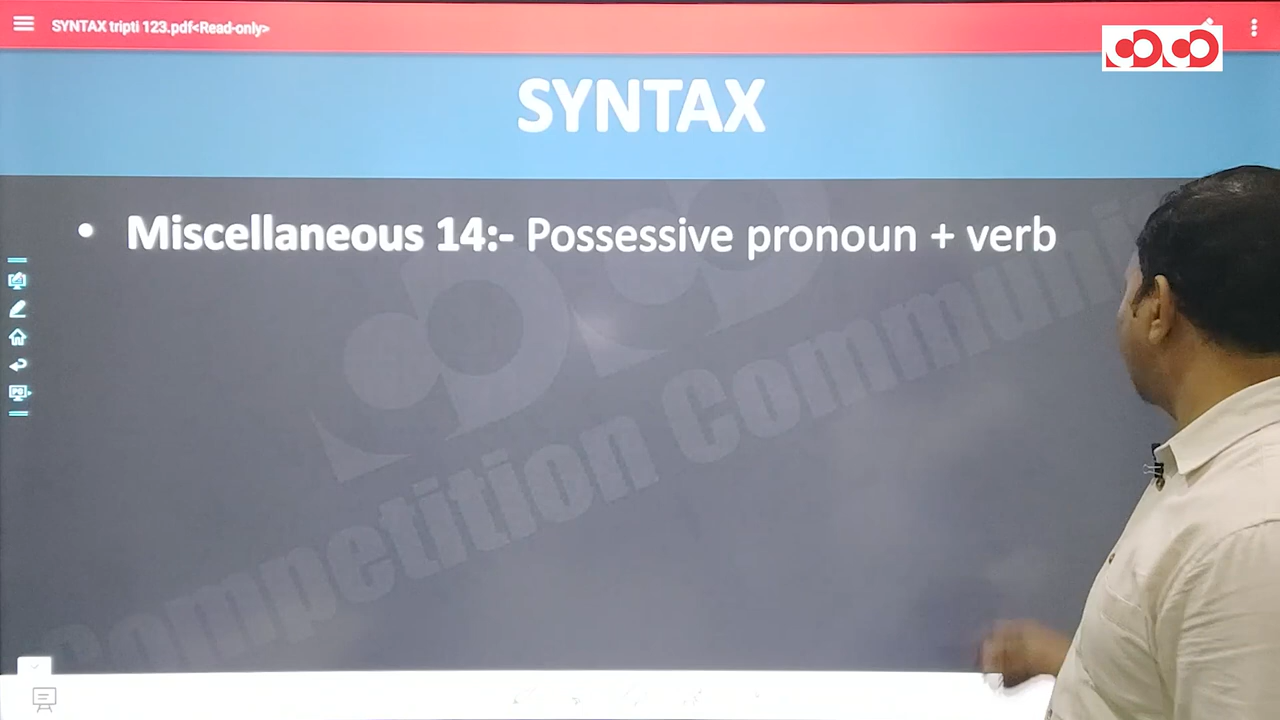 SYNTAX tripti 123.pdf<Read-only>
SYNTAX
• Miscellaneous 14:- Possessive pronoun + verb
Competition Communi